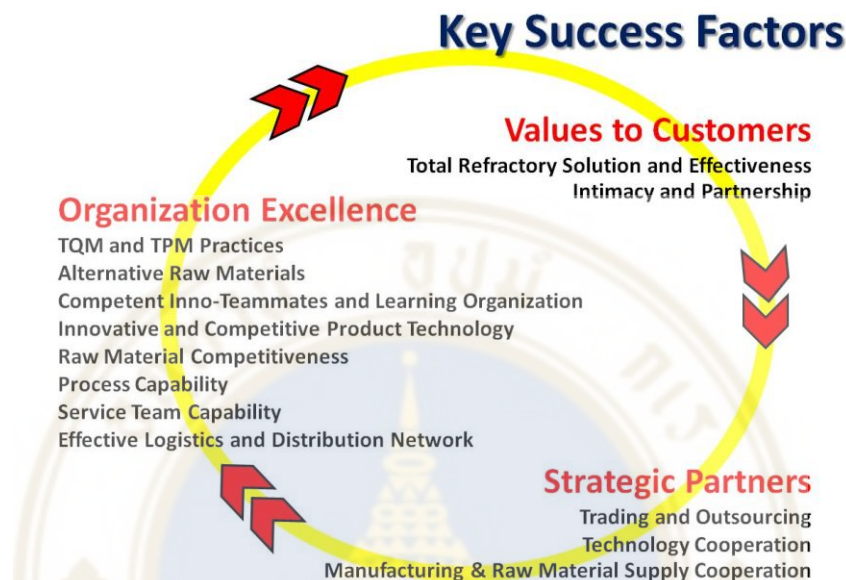 Key Success Factors
Values to Customers
Total Refractory Solution and Effectiveness
Intimacy and Partnership
Organization Excellence
TQM and TPM Practices
Alternative Raw Materials
Competent Inno-Teammates and Learning Organization
Innovative and Competitive Product Technology
Raw Material Competitiveness
Process Capability
Service Team Capability
Effective Logistics and Distribution Network
Strategic Partners
Trading and Outsourcing
Technology Cooperation
Manufacturing & Raw Material Supply Cooperation